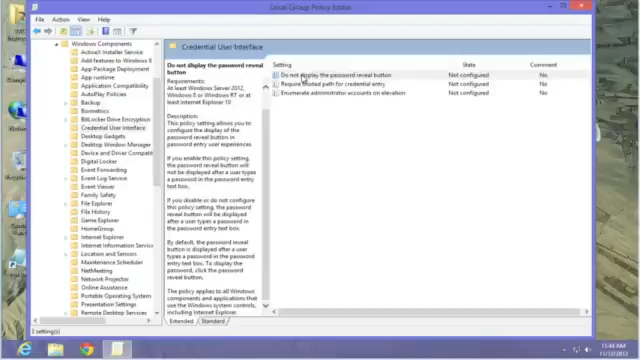 Local Group Policy Editor
File Action View Help
Windows Components
ActiveX Installer Service
Add features to Windows 8
App Package Deployment
App runtime
Application Compatibility
AutoPlay Policies
Backup
Biometrics
BitLocker Drive Encryption
Credential User Interface
Desktop Gadgets
Desktop Window Manager
Device and Driver Compatib
Digital Locker
Event Forwarding
Event Log Service
Event Viewer
Family Safety
File Explorer
File History
Game Explorer
HomeGroup
Internet Explorer
Internet Information Service
Location and Sensors
Maintenance Scheduler
NetMeeting
Network Projector
Online Assistance
Portable Operating System
Presentation Settings
Remote Desktop Services
Credential User Interface
Do not display the password reveal
button
Requirements:
At least Windows Server 2012,
Windows 8 or Windows RT or at
least Internet Explorer 10
Description:
This policy setting allows you to
configure the display of the
password reveal button in
password entry user experiences.
If you enable this policy setting,
the password reveal button will
not be displayed after a user types
a password in the password entry
text box.
If you disable or do not configure
this policy setting, the password
reveal button will be displayed
after a user types a password in
the password entry text box.
By default, the password reveal
button is displayed after a user
types a password in the password
entry text box. To display the
password, click the password
reveal button.
The policy applies to all Windows
components and applications that
use the Windows system controls,
including Internet Explorer.
Setting State Comment
Do not display the password reveal button Not configured No
Require trusted path for credential entry Not configured No
Enumerate administrator accounts on elevation Not configured No
Extended Standard
3 setting(s)
11:44 AM
11/17/2012